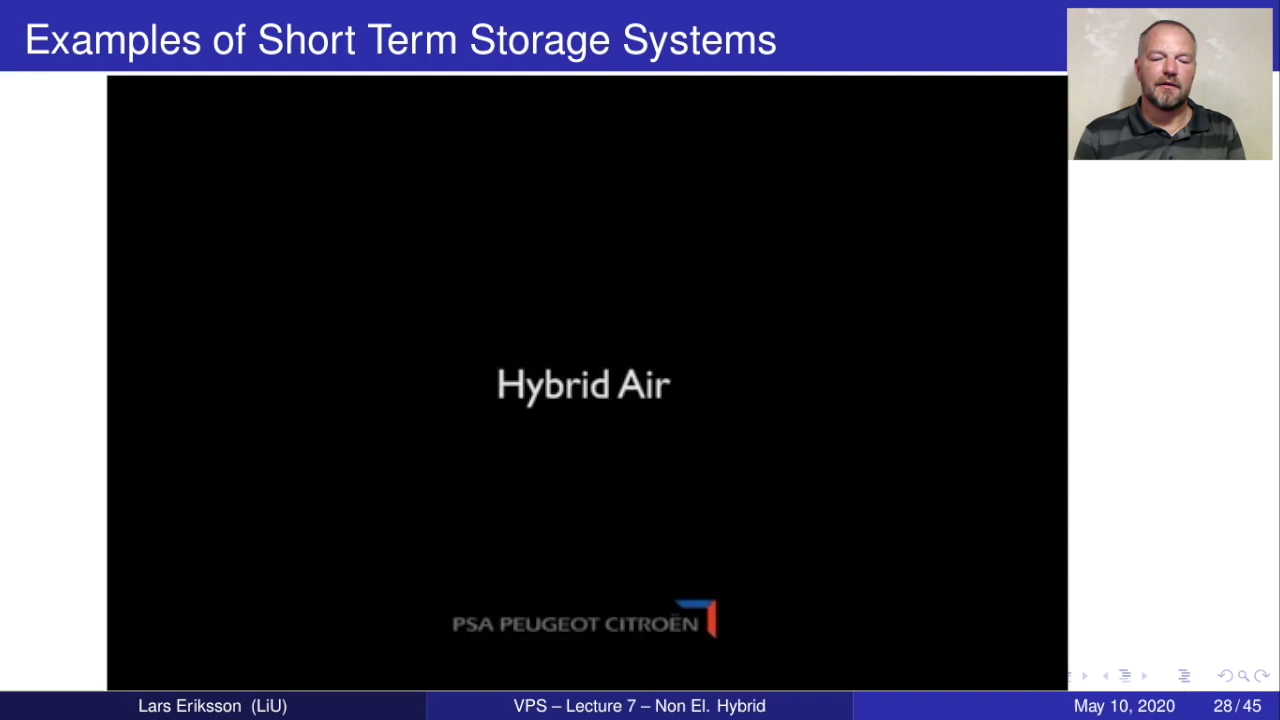 Examples of Short Term Storage Systems
Hybrid Air
PSA PEUGEOT CITROËN
Lars Eriksson (LiU)
VPS – Lecture 7 – Non El. Hybrid
May 10, 2020
28 / 45